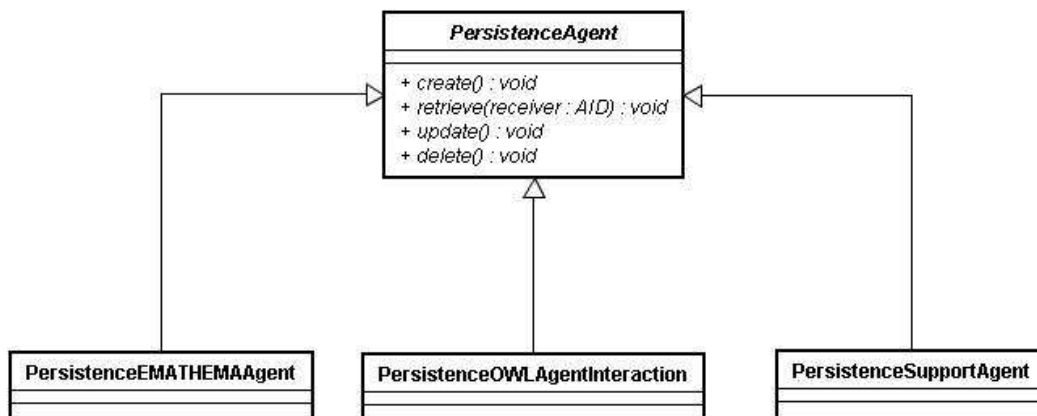 PersistenceAgent
+ create() : void
+ retrieve(receiver : AID) : void
+ update() : void
+ delete() : void
PersistenceEMATHEMAAgent
PersistenceOWLAgentInteraction
PersistenceSupportAgent